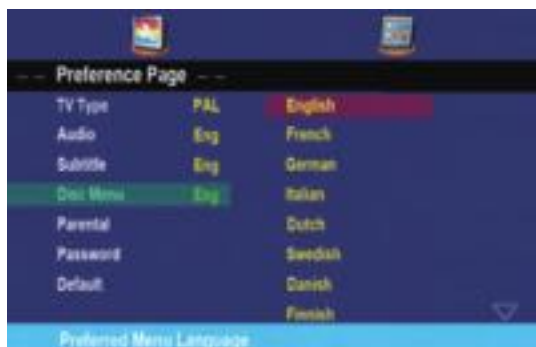 -- Preference Page --
TV Type PAL English
Audio Eng French
Subtitle Eng German
Disc Menu Eng Italian
Parental Dutch
Password Swedish
Default Danish
Finnish
Preferred Menu Language